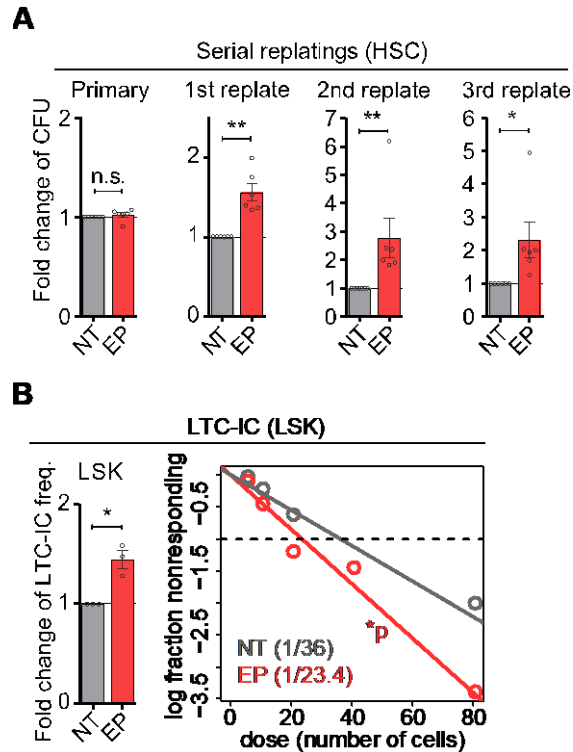 A
Serial replatings (HSC)
Primary
1st replate
2nd replate
3rd replate
Fold change of CFU
2
1
0
n.s.
NT
EP
2
1
0
**
NT
EP
7
6
5
4
3
2
1
0
**
NT
EP
7
6
5
4
3
2
1
0
*
NT
EP
B
LTC-IC (LSK)
LSK
Fold change of LTC-IC freq.
2
1
0
*
NT
EP
log fraction nonresponding
-0.5
-1.5
-2.5
-3.5
NT (1/36)
EP (1/23.4)
*p
0
20
40
60
80
dose (number of cells)